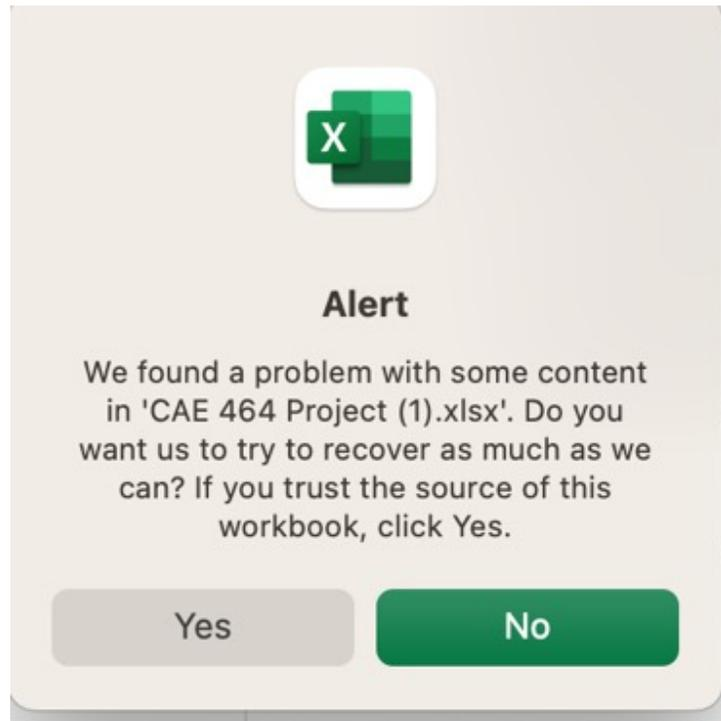 X
Alert
We found a problem with some content
in 'CAE 464 Project (1).xlsx'. Do you
want us to try to recover as much as we
can? If you trust the source of this
workbook, click Yes.
Yes
No